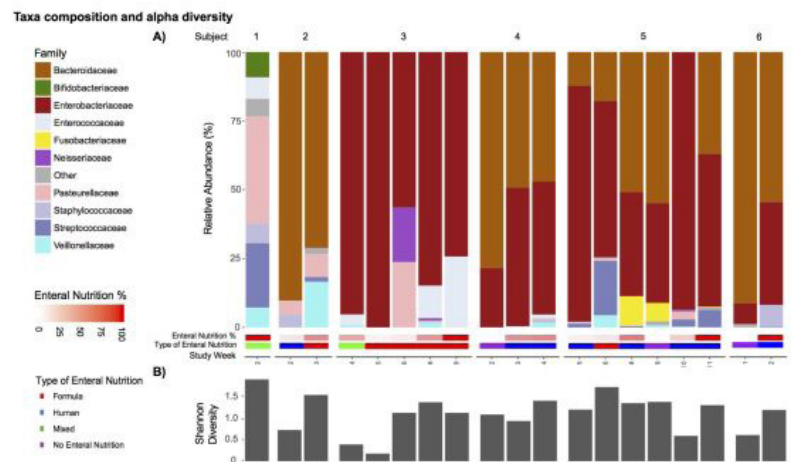 Taxa composition and alpha diversity
A)
Subject 1 2 3 4 5 6
Family
Bacteroidaceae
Bifidobacteriaceae
Enterobacteriaceae
Enterococcaceae
Fusobacteriaceae
Neisseriaceae
Other
Pasteurellaceae
Staphylococcaceae
Streptococcaceae
Veillonellaceae
Relative Abundance (%)
100
75
50
25
0
Enteral Nutrition %
0 25 50 75 100
Enteral Nutrition %
Type of Enteral Nutrition
Study Week
Type of Enteral Nutrition
Formula
Human
Mixed
No Enteral Nutrition
B)
Shannon
Diversity
1.5
1.0
0.5
0